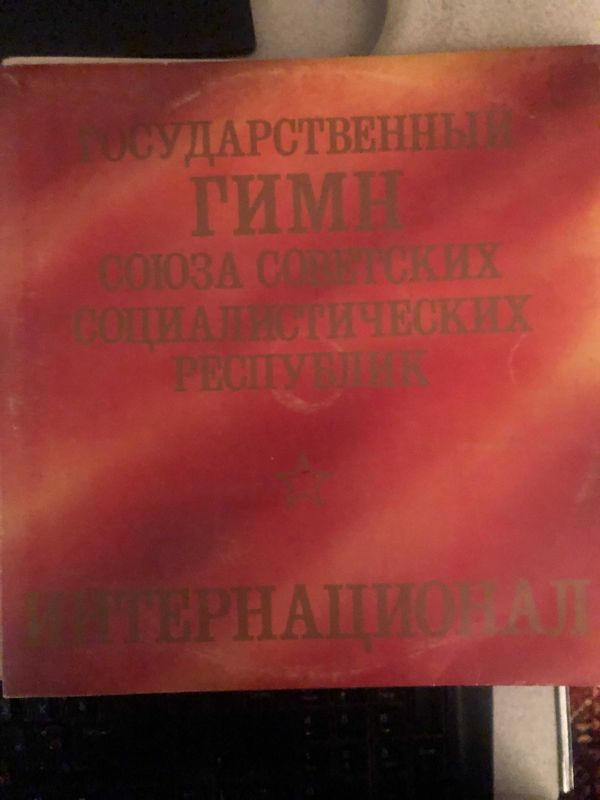 ГОСУДАРСТВЕННЫЙ
ГИМН
СОЮЗА СОВЕТСКИХ
СОЦИАЛИСТИЧЕСКИХ
РЕСПУБЛИК
ИНТЕРНАЦИОНАЛ